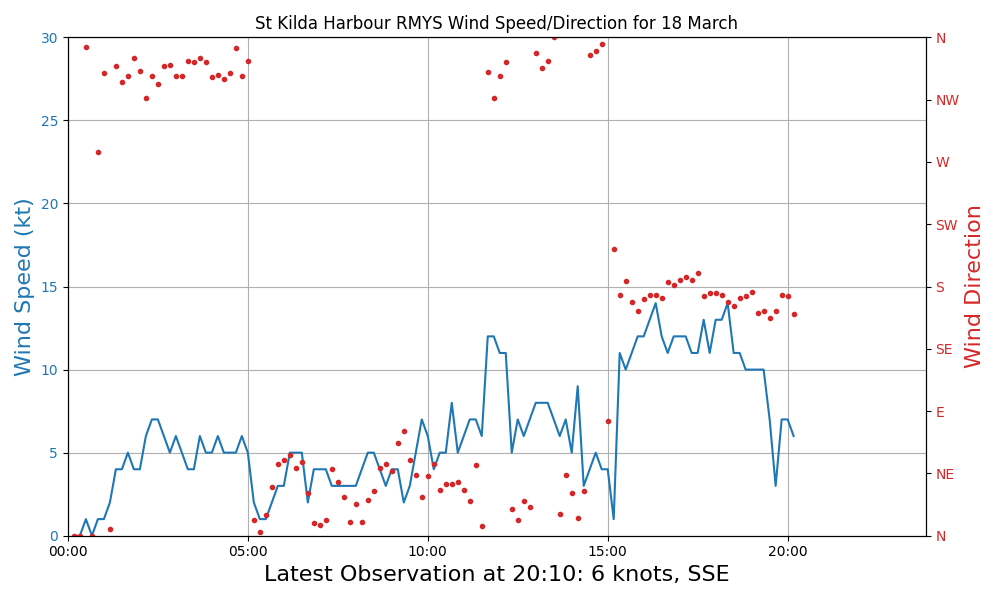 St Kilda Harbour RMYS Wind Speed/Direction for 18 March
30
25
20
15
10
5
0
Wind Speed (kt)
N
NW
W
SW
S
SE
E
NE
N
Wind Direction
00:00 05:00 10:00 15:00 20:00
Latest Observation at 20:10: 6 knots, SSE